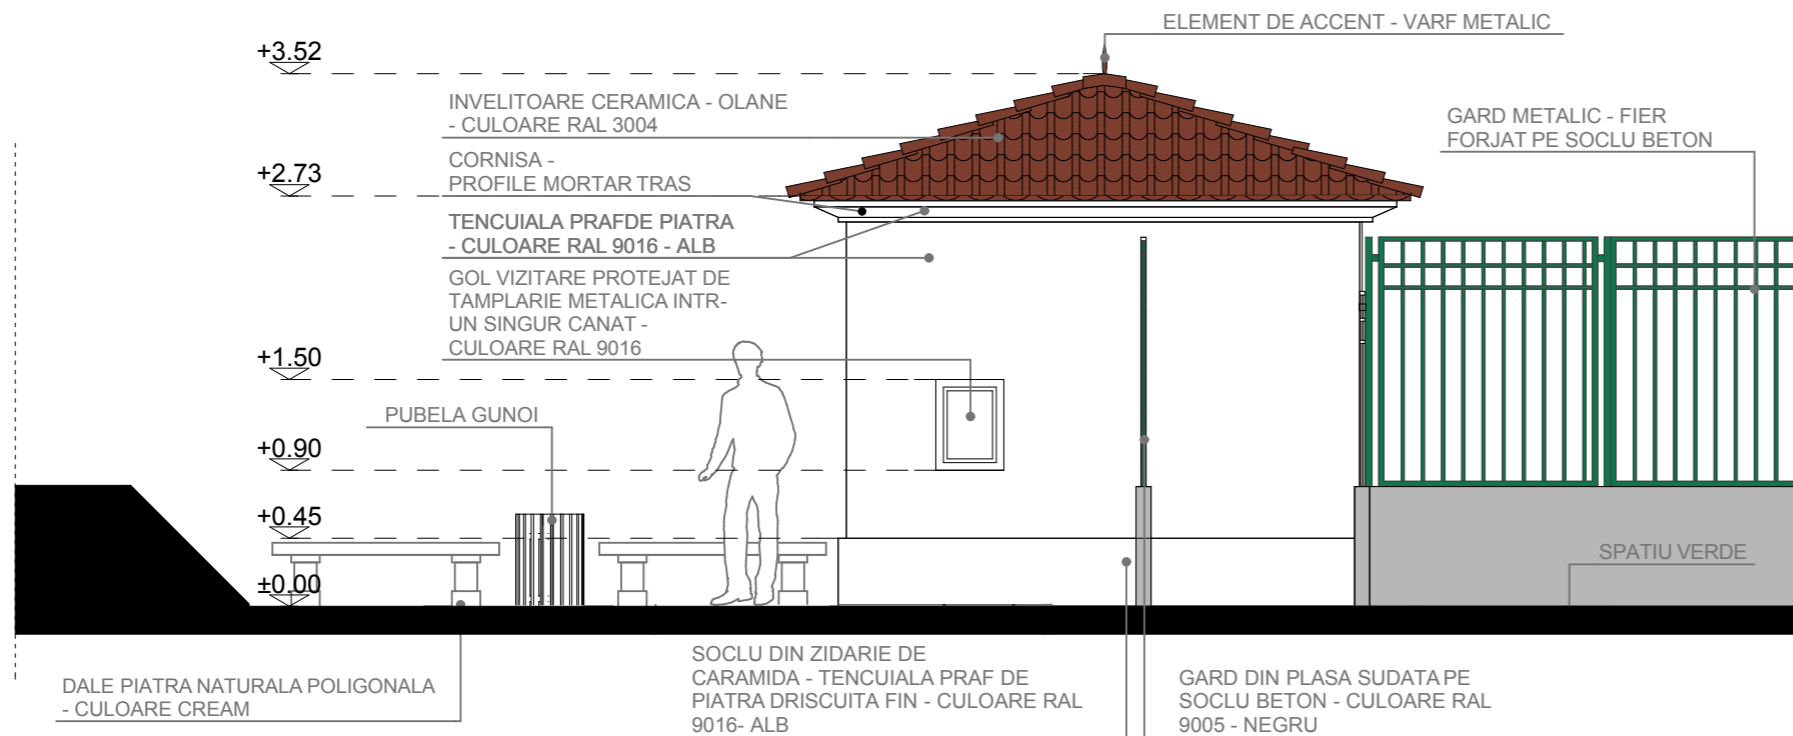 ELEMENT DE ACCENT - VARF METALIC
+3.52
INVELITOARE CERAMICA - OLANE
- CULOARE RAL 3004
GARD METALIC - FIER
FORJAT PE SOCLU BETON
CORNISA -
PROFILE MORTAR TRAS
+2.73
TENCUIALA PRAFDE PIATRA
- CULOARE RAL 9016 - ALB
GOL VIZITARE PROTEJAT DE
TAMPLARIE METALICA INTR-
UN SINGUR CANAT -
CULOARE RAL 9016
+1.50
PUBELA GUNOI
+0.90
+0.45
SPATIU VERDE
±0.00
DALE PIATRA NATURALA POLIGONALA
- CULOARE CREAM
SOCLU DIN ZIDARIE DE
CARAMIDA - TENCUIALA PRAF DE
PIATRA DRISCUITA FIN - CULOARE RAL
9016- ALB
GARD DIN PLASA SUDATA PE
SOCLU BETON - CULOARE RAL
9005 - NEGRU